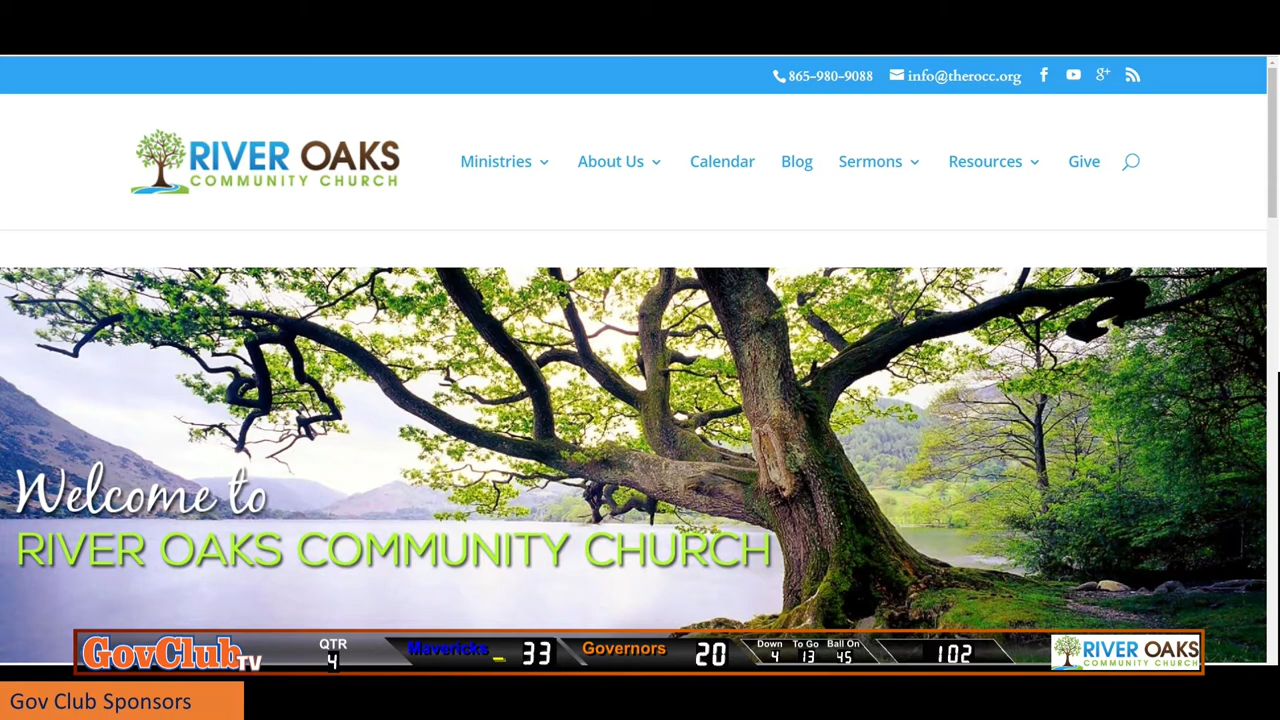 865-980-9088 info@therocc.org
RIVER OAKS
COMMUNITY CHURCH
Ministries About Us Calendar Blog Sermons Resources Give
Welcome to
RIVER OAKS COMMUNITY CHURCH
GovClub TV QTR 4 Mavericks 33 Governors 20 Down 4 To Go 13 Ball On 45 102 RIVER OAKS
COMMUNITY CHURCH
Gov Club Sponsors